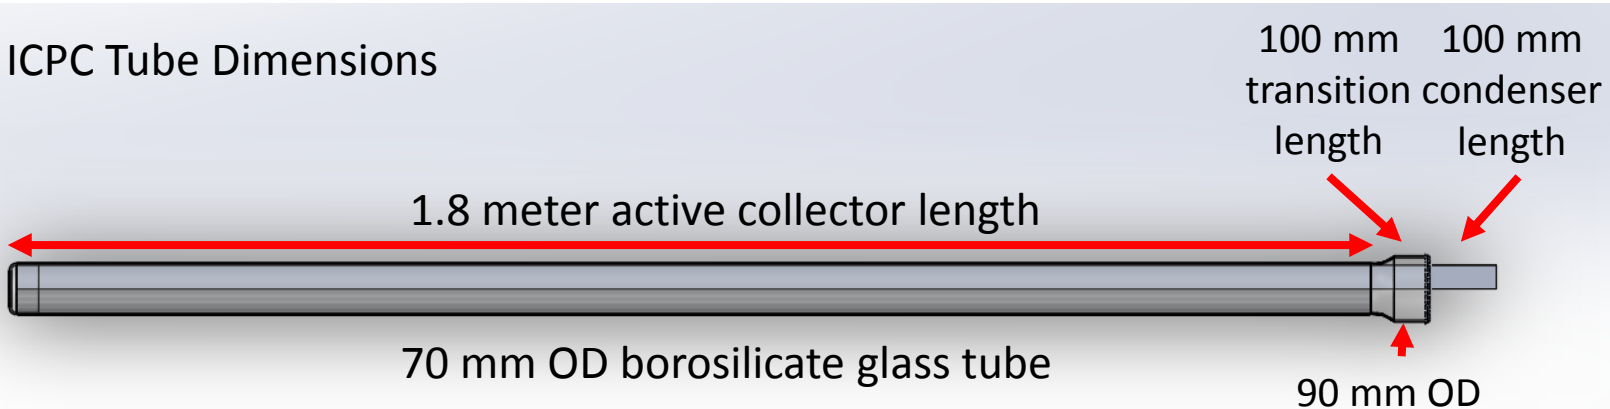 ICPC Tube Dimensions
100 mm
transition
length
100 mm
condenser
length
1.8 meter active collector length
70 mm OD borosilicate glass tube
90 mm OD